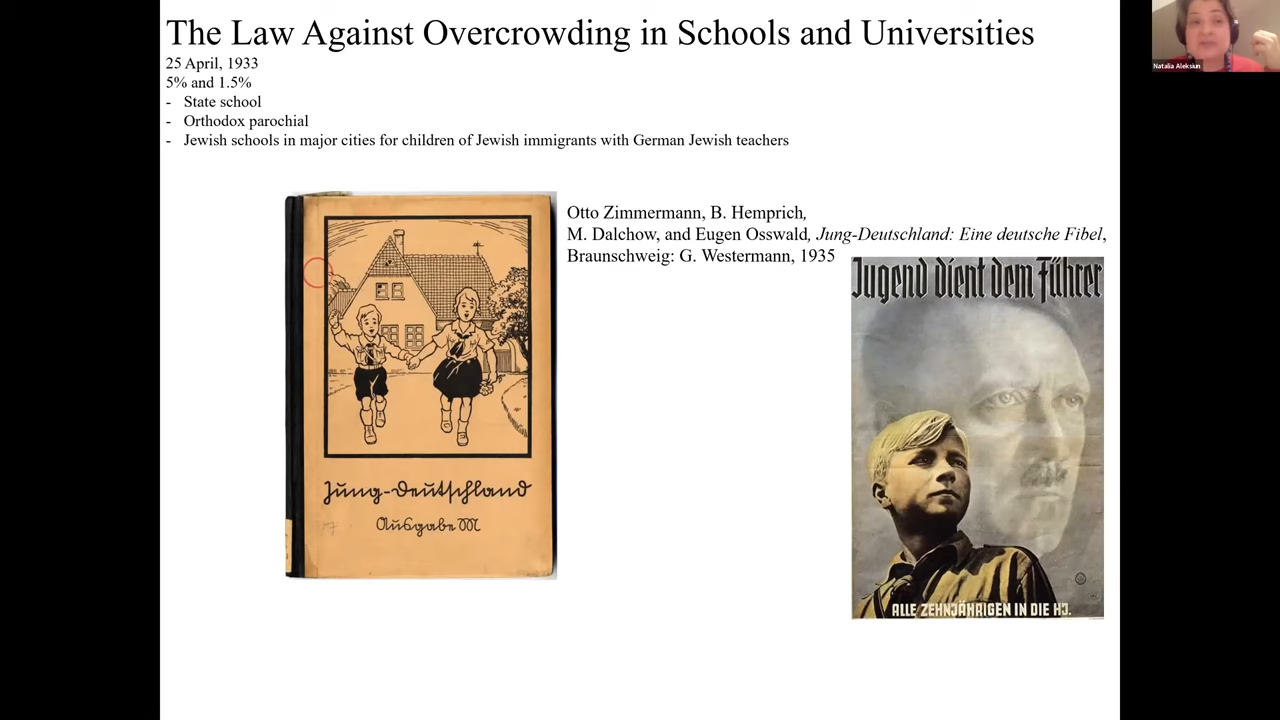 The Law Against Overcrowding in Schools and Universities
25 April, 1933
5% and 1.5%
- State school
- Orthodox parochial
- Jewish schools in major cities for children of Jewish immigrants with German Jewish teachers
Otto Zimmermann, B. Hemprich,
M. Dalchow, and Eugen Osswald, Jung-Deutschland: Eine deutsche Fibel,
Braunschweig: G. Westermann, 1935
Jung-Deutschland
Ausgabe M
Jugend dient dem Führer
ALLE ZEHNJÄHRIGEN IN DIE HJ.
Natalia Aleksiun